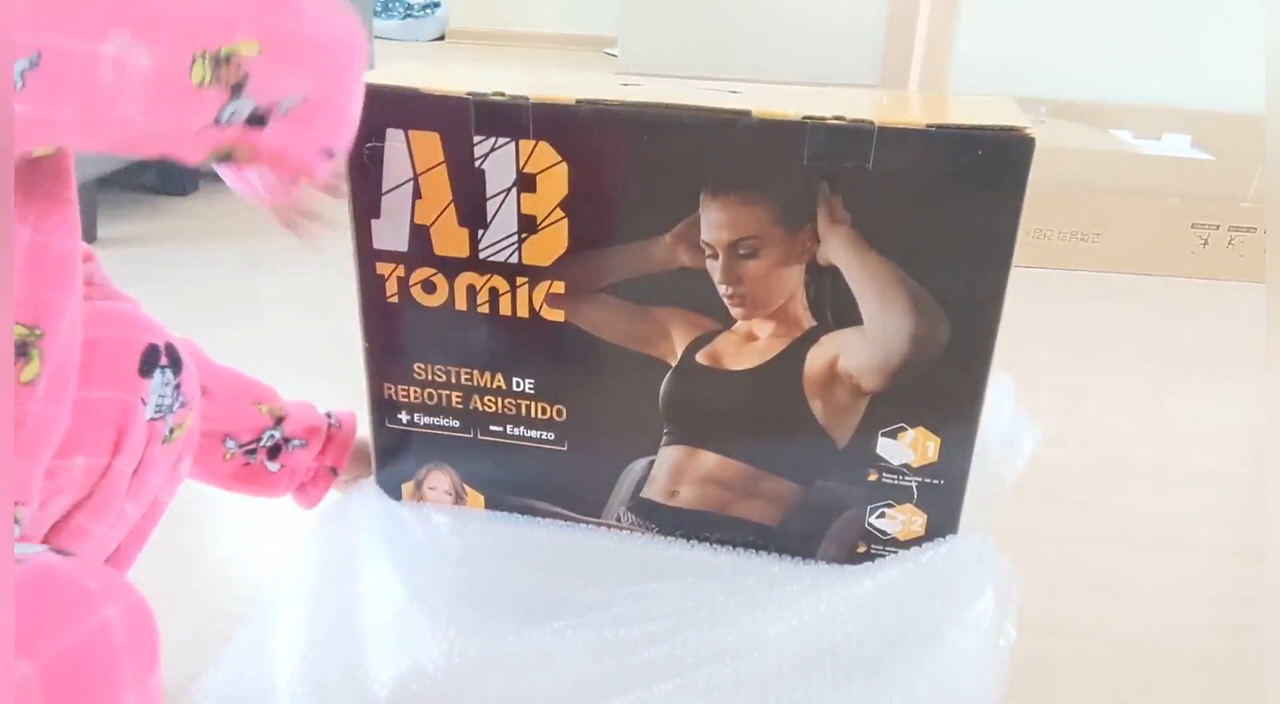 AB
TOMIC
SISTEMA DE
REBOTE ASISTIDO
+ Ejercicio - Esfuerzo
1
2